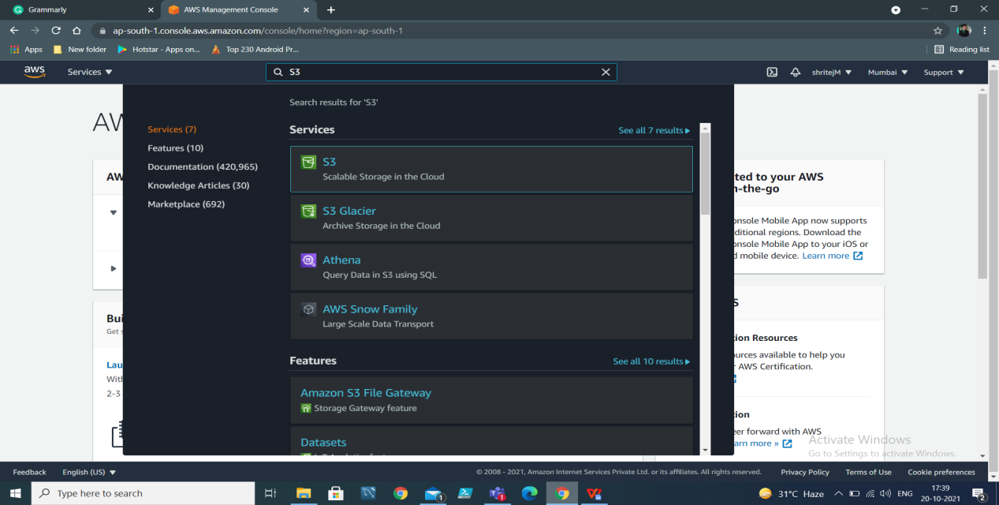 Grammarly
AWS Management Console
ap-south-1.console.aws.amazon.com/console/home?region=ap-south-1
Apps
New folder
Hotstar - Apps on...
Top 230 Android Pr...
Reading list
aws
Services
S3
shritejM
Mumbai
Support
Search results for 'S3'
Services (7)
Features (10)
Documentation (420,965)
Knowledge Articles (30)
Marketplace (692)
Services
See all 7 results
S3
Scalable Storage in the Cloud
S3 Glacier
Archive Storage in the Cloud
Athena
Query Data in S3 using SQL
AWS Snow Family
Large Scale Data Transport
Features
See all 10 results
Amazon S3 File Gateway
Storage Gateway feature
Datasets
AW
AW
Bui
Get s
Lau
With
2-3
ted to your AWS
n-the-go
onsole Mobile App now supports
ditional regions. Download the
onsole Mobile App to your iOS or
d mobile device. Learn more
S
tion Resources
urces available to help you
r AWS Certification.
tion
eer forward with AWS
arn more »
Activate Windows
Go to Settings to activate Windows.
Feedback
English (US)
© 2008 - 2021, Amazon Internet Services Private Ltd. or its affiliates. All rights reserved.
Privacy Policy
Terms of Use
Cookie preferences
Type here to search
1
1
31°C Haze
ENG
17:39
20-10-2021
2